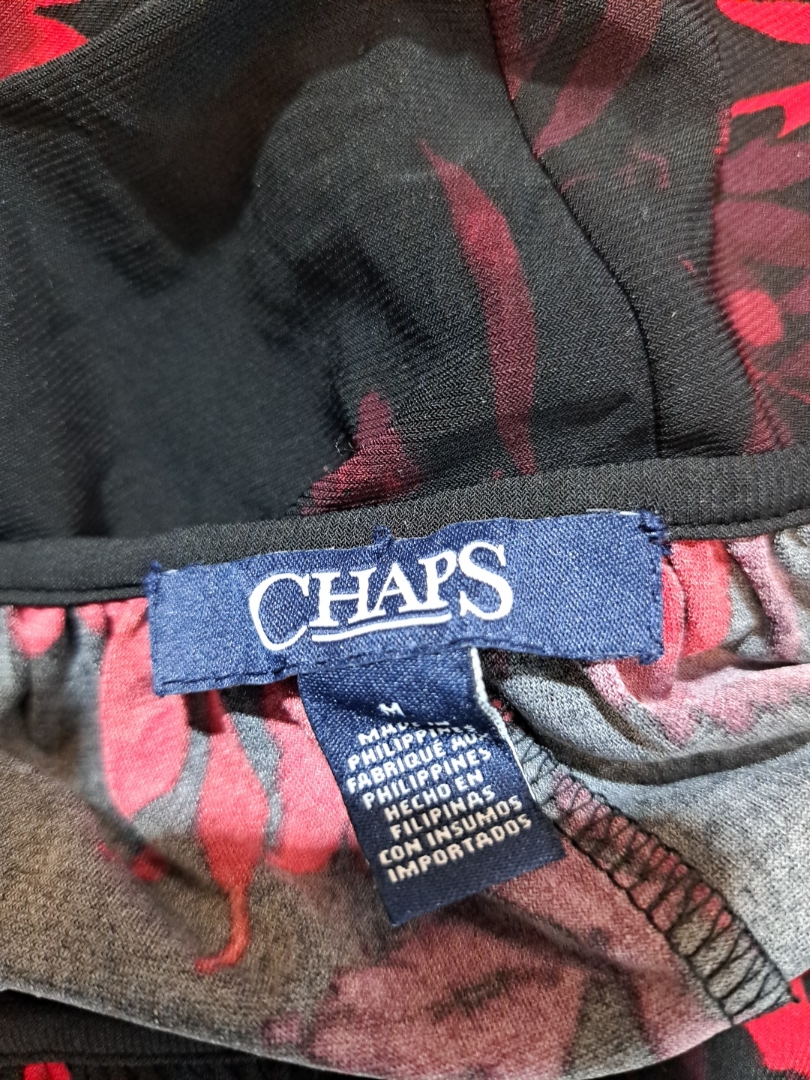 CHAPS
M
MADE IN
PHILIPPINES
FABRIQUÉ AUX
PHILIPPINES
HECHO EN
FILIPINAS
CON INSUMOS
IMPORTADOS